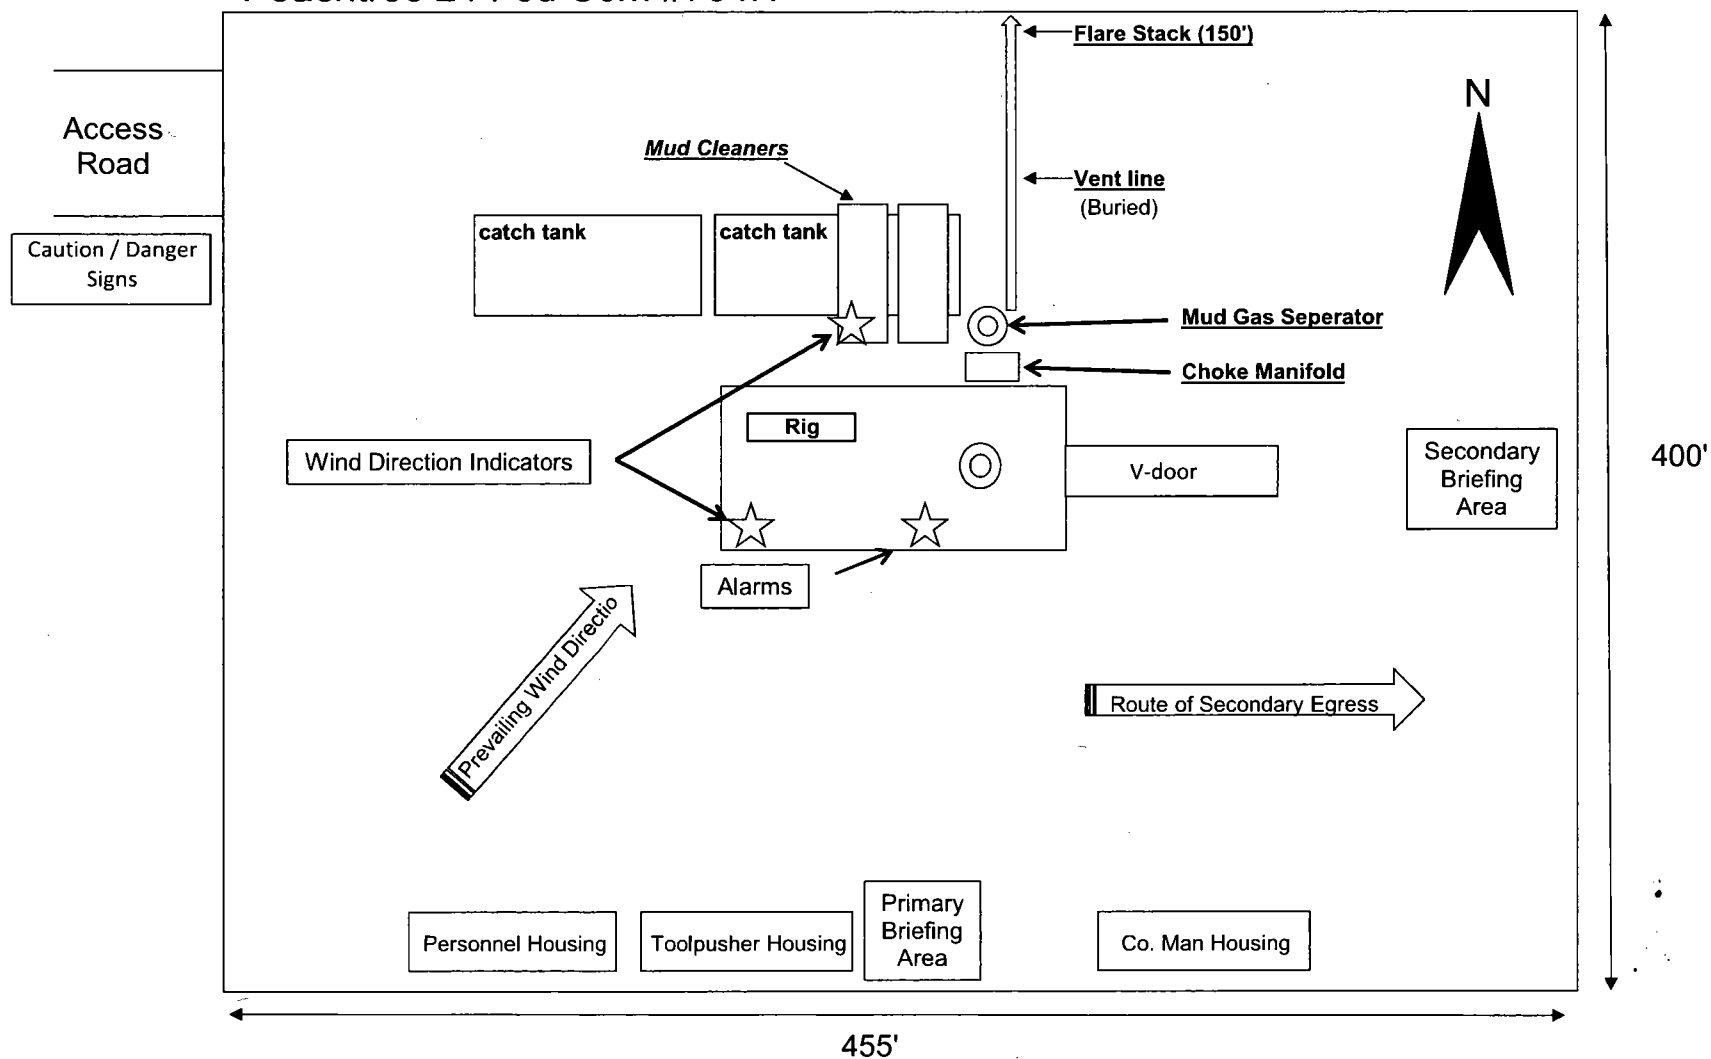 Flare Stack (150')
N
Access
Road
Mud Cleaners
Vent line
(Buried)
catch tank
catch tank
Caution / Danger
Signs
Mud Gas Seperator
Choke Manifold
Rig
Wind Direction Indicators
V-door
Secondary
Briefing
Area
400'
Alarms
Prevailing Wind Directio
Route of Secondary Egress
Primary
Briefing
Area
Personnel Housing
Toolpusher Housing
Co. Man Housing
455'